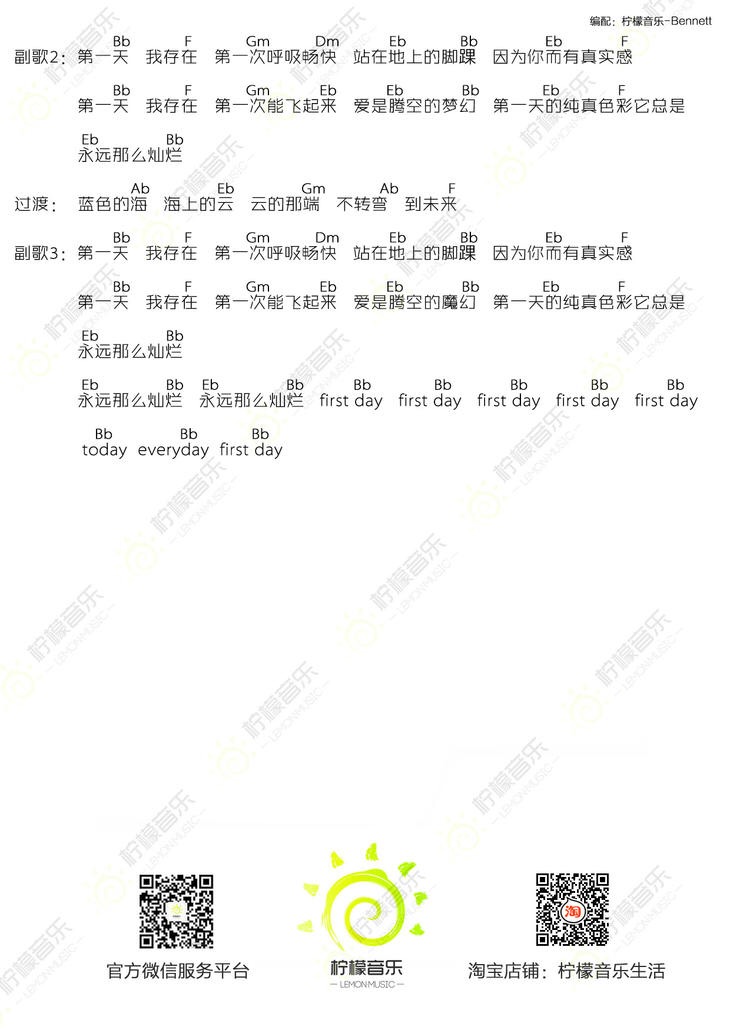 编配：柠檬音乐-Bennett
Bb F Gm Dm Eb Bb Eb F
副歌2：第一天 我存在 第一次呼吸畅快 站在地上的脚踝 因为你而有真实感
Bb F Gm Eb Eb Bb Eb F
第一天 我存在 第一次能飞起来 爱是腾空的梦幻 第一天的纯真色彩它总是
Eb Bb
永远那么灿烂
Ab Eb Gm Ab F
过渡： 蓝色的海 海上的云 云的那端 不转弯 到未来
Bb F Gm Dm Eb Bb Eb F
副歌3：第一天 我存在 第一次呼吸畅快 站在地上的脚踝 因为你而有真实感
Bb F Gm Eb Eb Bb Eb F
第一天 我存在 第一次能飞起来 爱是腾空的魔幻 第一天的纯真色彩它总是
Eb Bb
永远那么灿烂
Eb Bb Eb Bb Bb Bb Bb Bb Bb
永远那么灿烂 永远那么灿烂 first day first day first day first day first day
Bb Bb Bb
today everyday first day
淘
官方微信服务平台
柠檬音乐
— LEMON MUSIC —
淘宝店铺：柠檬音乐生活